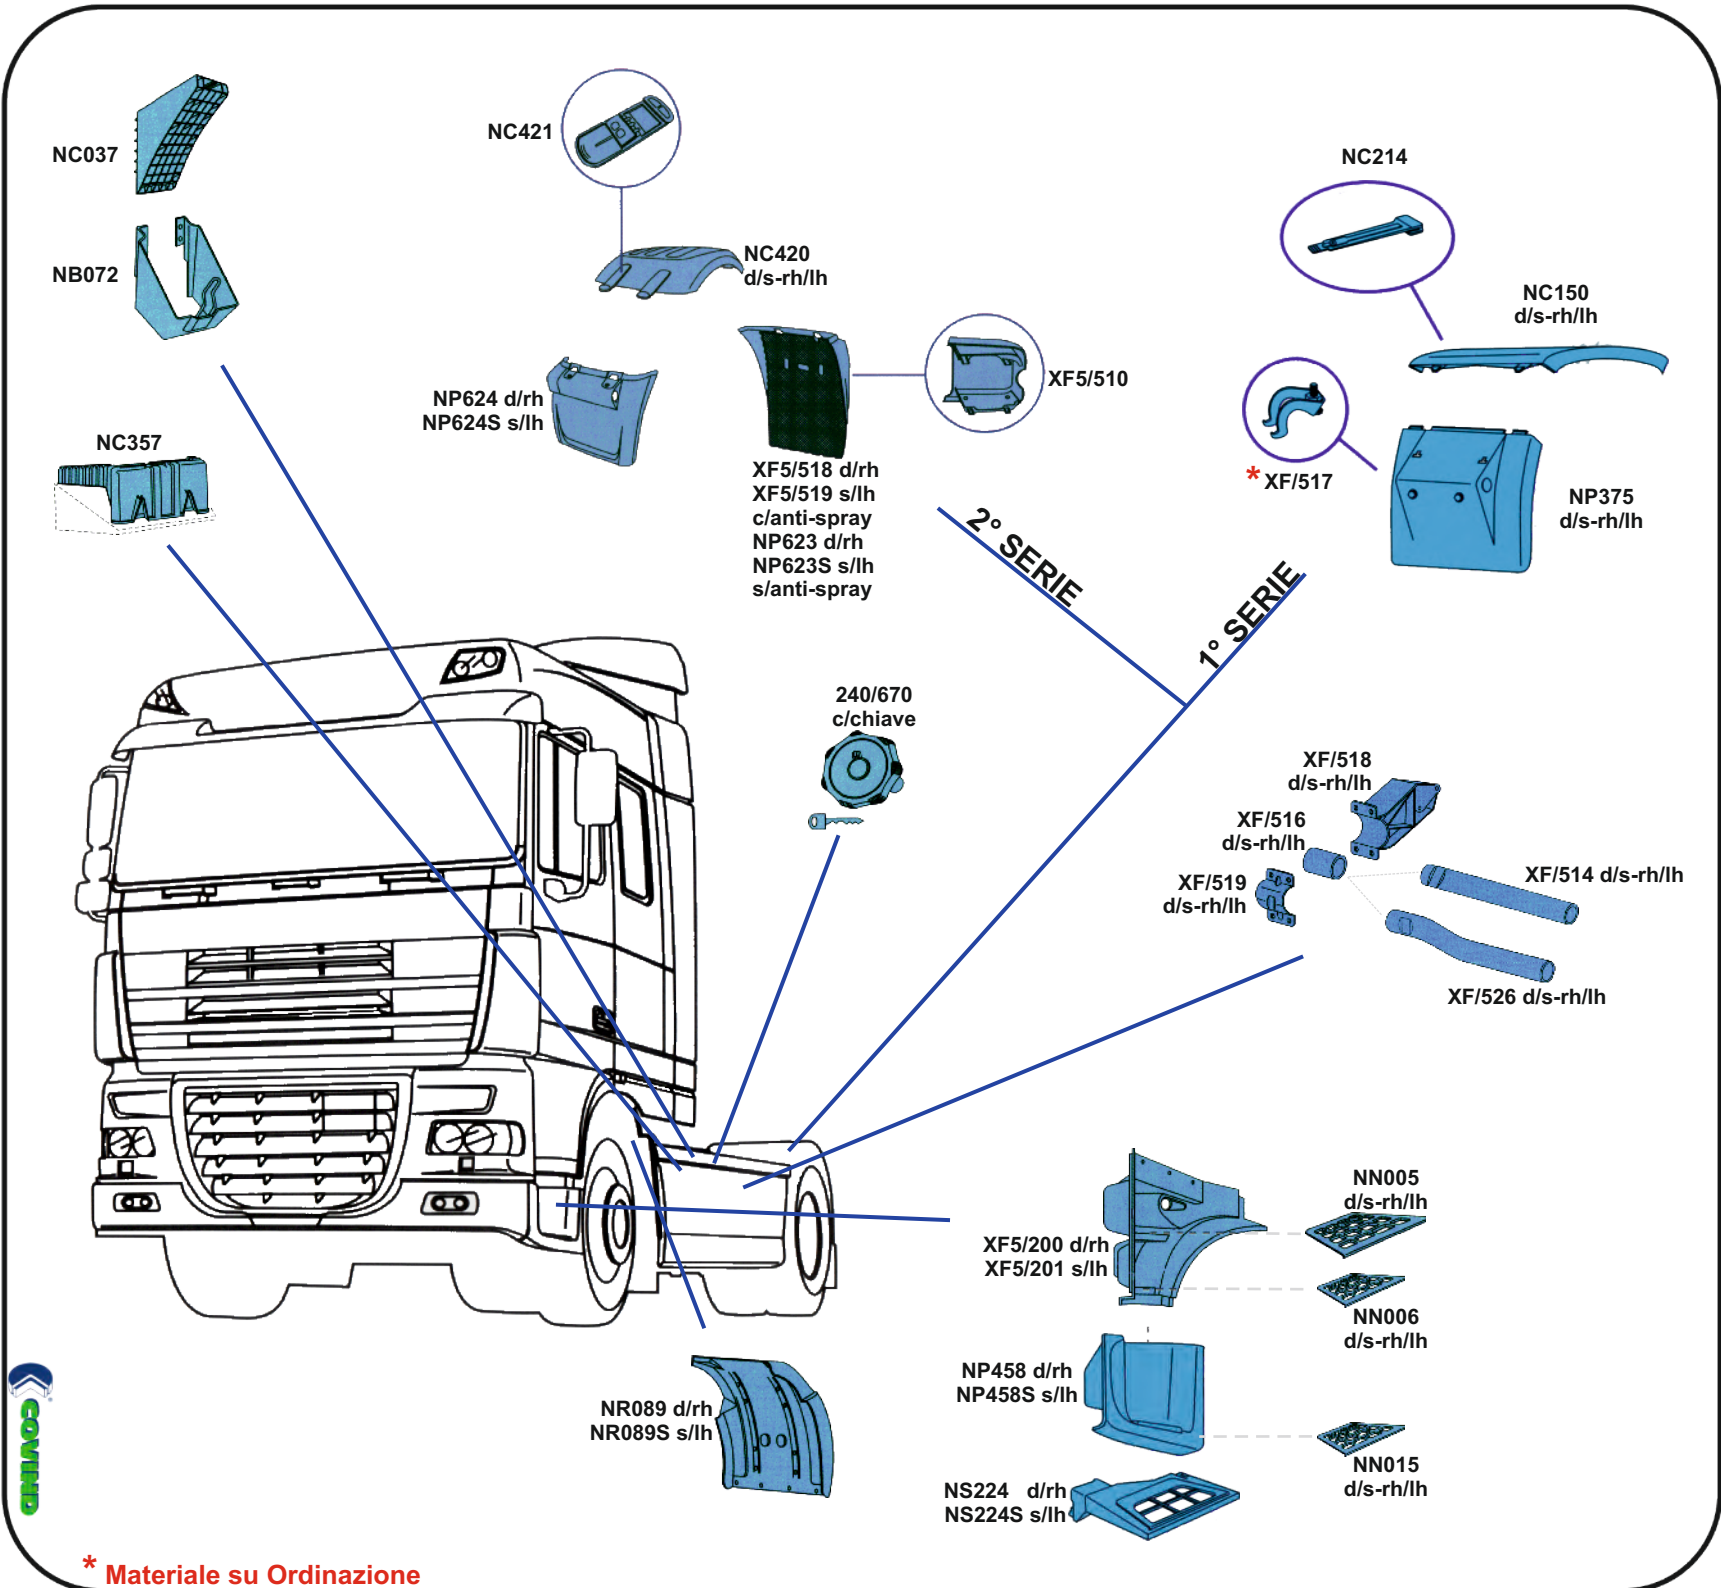 NC037
NB072
NC357
NC421
NC420
d/s-rh/lh
NP624 d/rh
NP624S s/lh
XF5/510
XF5/518 d/rh
XF5/519 s/lh
c/anti-spray
NP623 d/rh
NP623S s/lh
s/anti-spray
NC214
NC150
d/s-rh/lh
* XF/517
NP375
d/s-rh/lh
2° SERIE
1° SERIE
240/670
c/chiave
XF/518
d/s-rh/lh
XF/516
d/s-rh/lh
XF/519
d/s-rh/lh
XF/514 d/s-rh/lh
XF/526 d/s-rh/lh
XF5/200 d/rh
XF5/201 s/lh
NN005
d/s-rh/lh
NN006
d/s-rh/lh
NP458 d/rh
NP458S s/lh
NN015
d/s-rh/lh
NS224 d/rh
NS224S s/lh
NR089 d/rh
NR089S s/lh
COVIND
* Materiale su Ordinazione